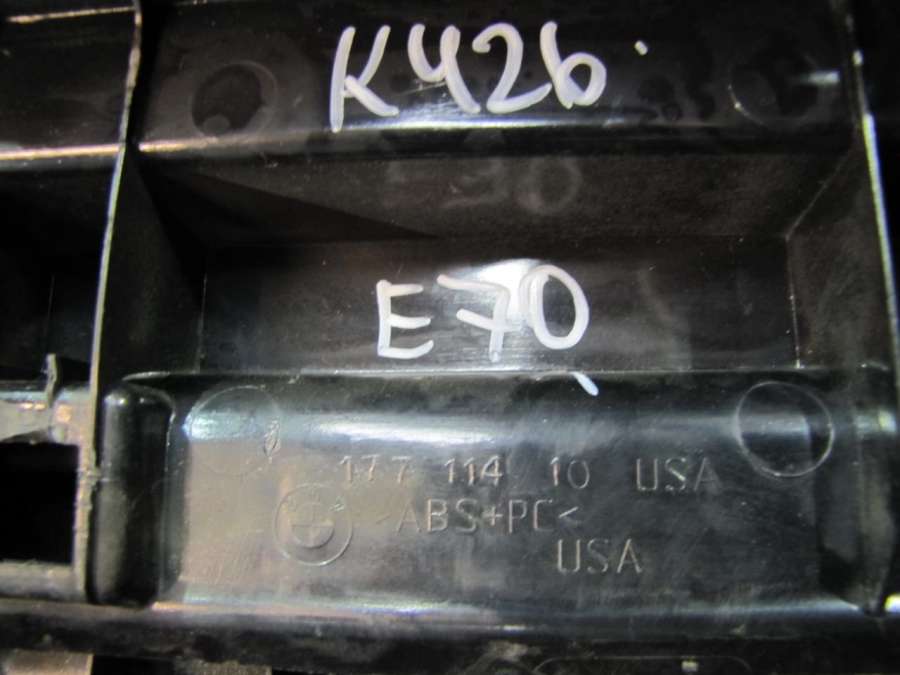 K426.
E70
177 114 10 USA
>ABS+PC<
USA